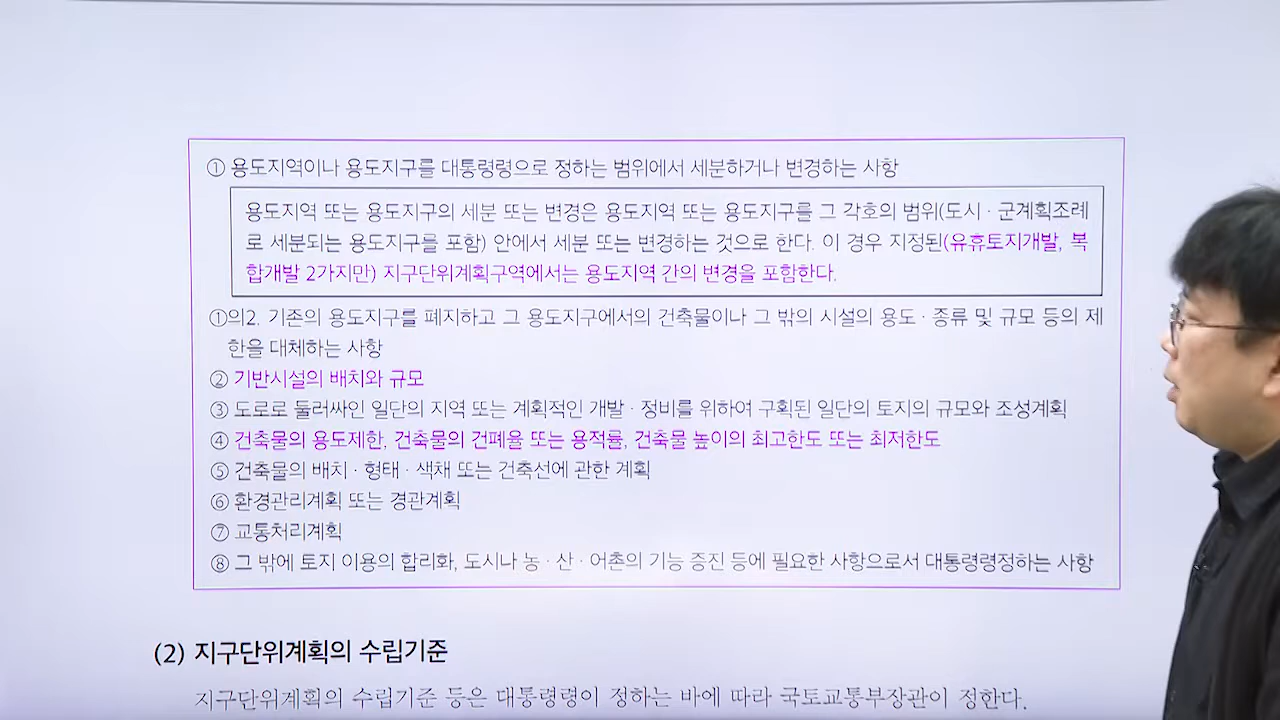 ① 용도지역이나 용도지구를 대통령령으로 정하는 범위에서 세분하거나 변경하는 사항
용도지역 또는 용도지구의 세분 또는 변경은 용도지역 또는 용도지구를 그 각호의 범위(도시 · 군계획조례
로 세분되는 용도지구를 포함) 안에서 세분 또는 변경하는 것으로 한다. 이 경우 지정된(유휴토지개발, 복
합개발 2가지만) 지구단위계획구역에서는 용도지역 간의 변경을 포함한다.
①의2. 기존의 용도지구를 폐지하고 그 용도지구에서의 건축물이나 그 밖의 시설의 용도 · 종류 및 규모 등의 제
한을 대체하는 사항
② 기반시설의 배치와 규모
③ 도로로 둘러싸인 일단의 지역 또는 계획적인 개발 · 정비를 위하여 구획된 일단의 토지의 규모와 조성계획
④ 건축물의 용도제한, 건축물의 건폐율 또는 용적률, 건축물 높이의 최고한도 또는 최저한도
⑤ 건축물의 배치 · 형태 · 색채 또는 건축선에 관한 계획
⑥ 환경관리계획 또는 경관계획
⑦ 교통처리계획
⑧ 그 밖에 토지 이용의 합리화, 도시나 농 · 산 · 어촌의 기능 증진 등에 필요한 사항으로서 대통령령정하는 사항
(2) 지구단위계획의 수립기준
지구단위계획의 수립기준 등은 대통령령이 정하는 바에 따라 국토교통부장관이 정한다.